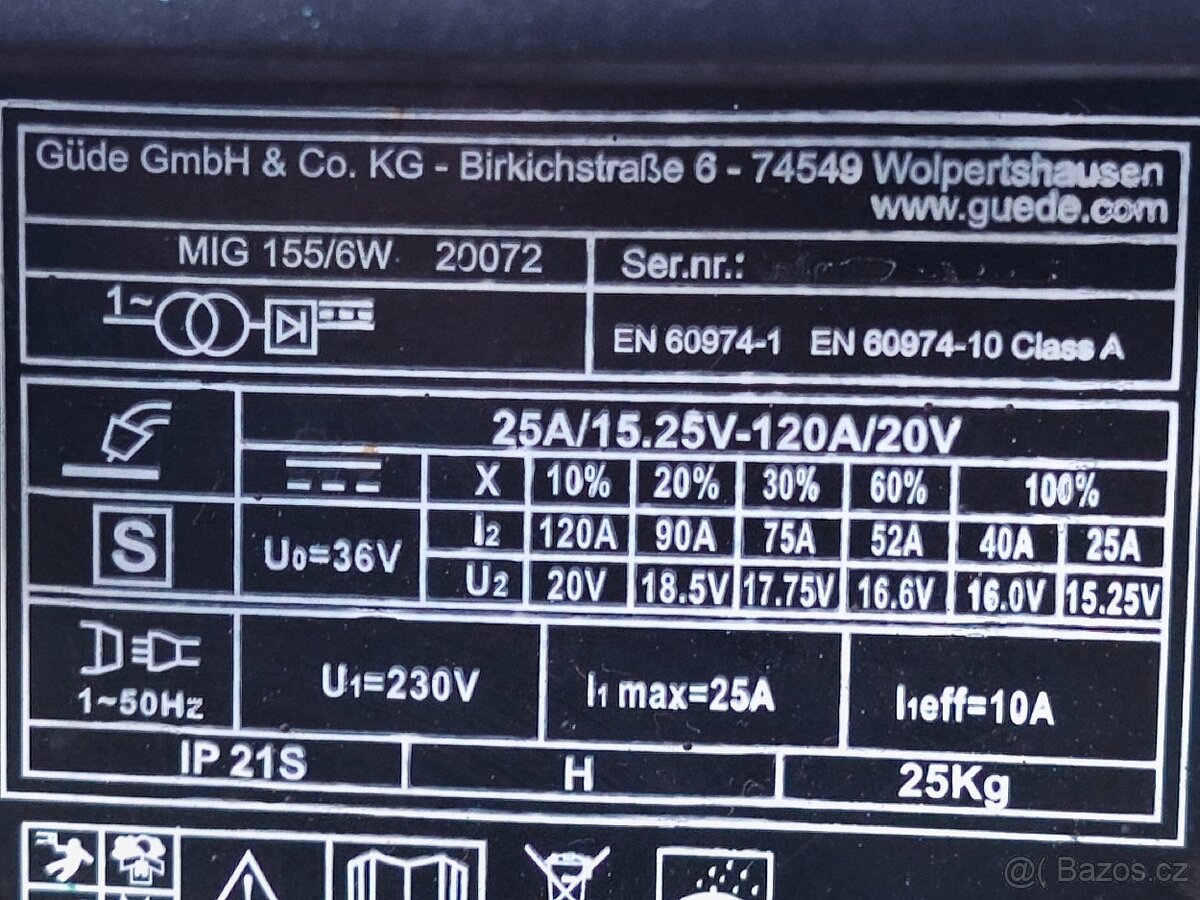 Güde GmbH & Co. KG - Birkichstraße 6 - 74549 Wolpertshausen
www.guede.com
MIG 155/6W 20072
Ser.nr.:
1~
EN 60974-1 EN 60974-10 Class A
25A/15.25V-120A/20V
X 10% 20% 30% 60% 100%
S
U0=36V
I2 120A 90A 75A 52A 40A 25A
U2 20V 18.5V 17.75V 16.6V 16.0V 15.25V
1~50Hz
U1=230V
I1 max=25A
I1eff=10A
IP 21S
H
25Kg
@( Bazos.cz